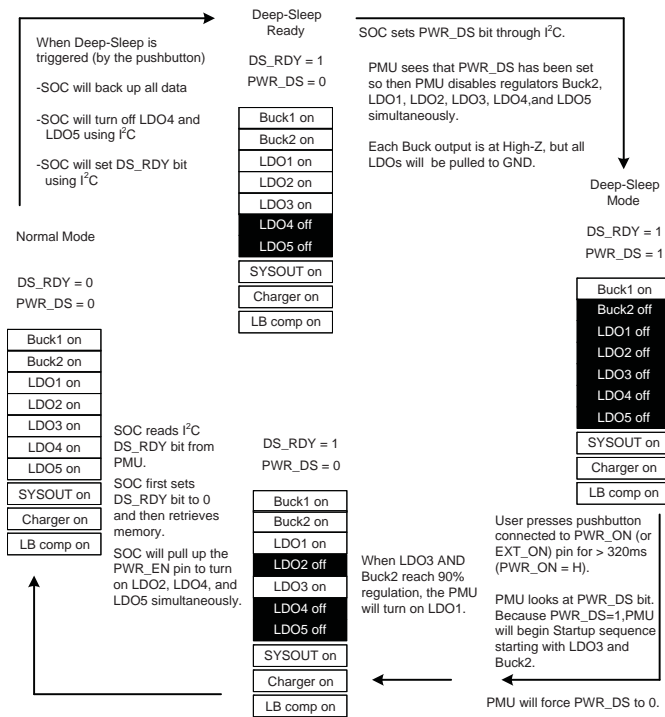 Deep-Sleep
Ready
DS_RDY = 1
PWR_DS = 0
Buck1 on
Buck2 on
LDO1 on
LDO2 on
LDO3 on
LDO4 off
LDO5 off
SYSOUT on
Charger on
LB comp on
When Deep-Sleep is
triggered (by the pushbutton)
-SOC will back up all data
-SOC will turn off LDO4 and
LDO5 using I²C
-SOC will set DS_RDY bit
using I²C
SOC sets PWR_DS bit through I²C.
PMU sees that PWR_DS has been set
so then PMU disables regulators Buck2,
LDO1, LDO2, LDO3, LDO4,and LDO5
simultaneously.
Each Buck output is at High-Z, but all
LDOs will be pulled to GND.
Deep-Sleep
Mode
DS_RDY = 1
PWR_DS = 1
Buck1 on
Buck2 off
LDO1 off
LDO2 off
LDO3 off
LDO4 off
LDO5 off
SYSOUT on
Charger on
LB comp on
User presses pushbutton
connected to PWR_ON (or
EXT_ON) pin for > 320ms
(PWR_ON = H).
PMU looks at PWR_DS bit.
Because PWR_DS=1,PMU
will begin Startup sequence
starting with LDO3 and
Buck2.
PMU will force PWR_DS to 0.
When LDO3 AND
Buck2 reach 90%
regulation, the PMU
will turn on LDO1.
DS_RDY = 1
PWR_DS = 0
Buck1 on
Buck2 on
LDO1 on
LDO2 off
LDO3 on
LDO4 off
LDO5 off
SYSOUT on
Charger on
LB comp on
SOC reads I²C
DS_RDY bit from
PMU.
SOC first sets
DS_RDY bit to 0
and then retrieves
memory.
SOC will pull up the
PWR_EN pin to turn
on LDO2, LDO4, and
LDO5 simultaneously.
Normal Mode
DS_RDY = 0
PWR_DS = 0
Buck1 on
Buck2 on
LDO1 on
LDO2 on
LDO3 on
LDO4 on
LDO5 on
SYSOUT on
Charger on
LB comp on